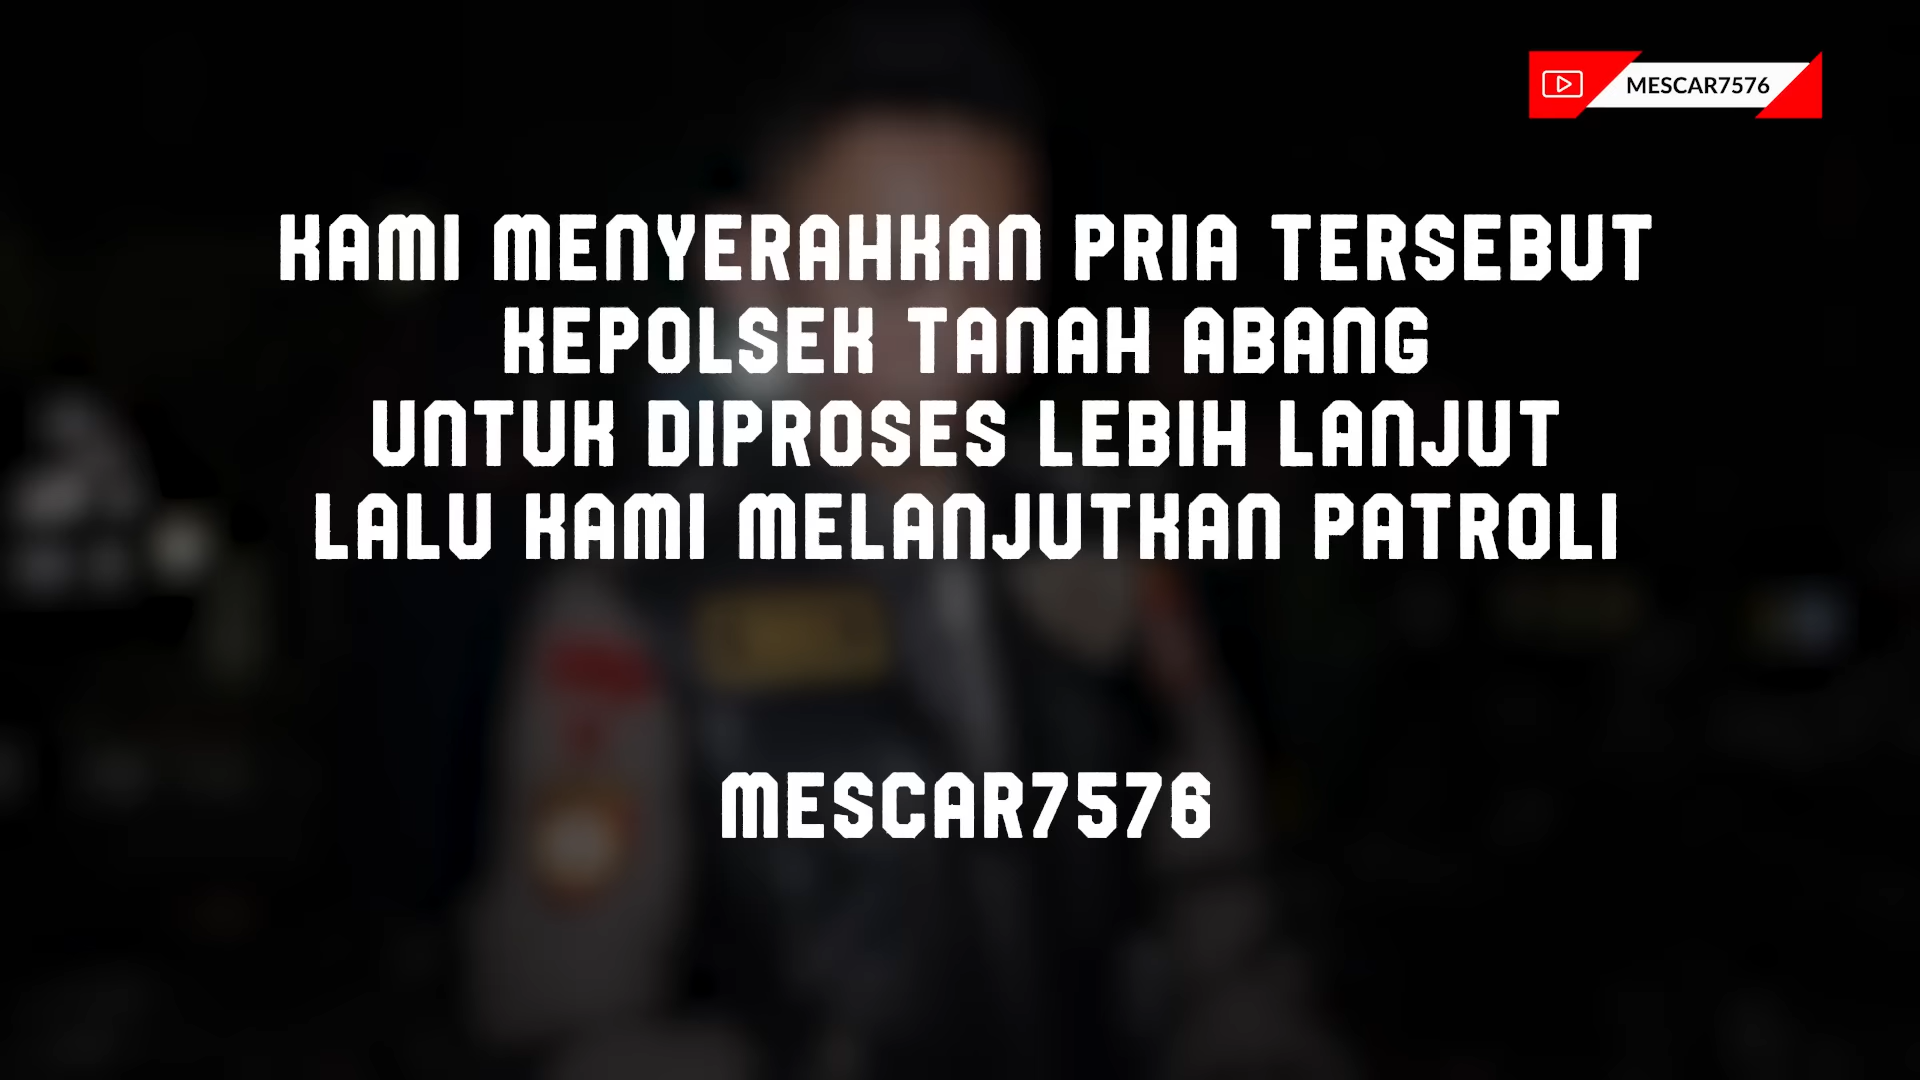 MESCAR7576
KAMI MENYERAHKAN PRIA TERSEBUT
KEPOLSEK TANAH ABANG
UNTUK DIPROSES LEBIH LANJUT
LALU KAMI MELANJUTKAN PATROLI
MESCAR7576